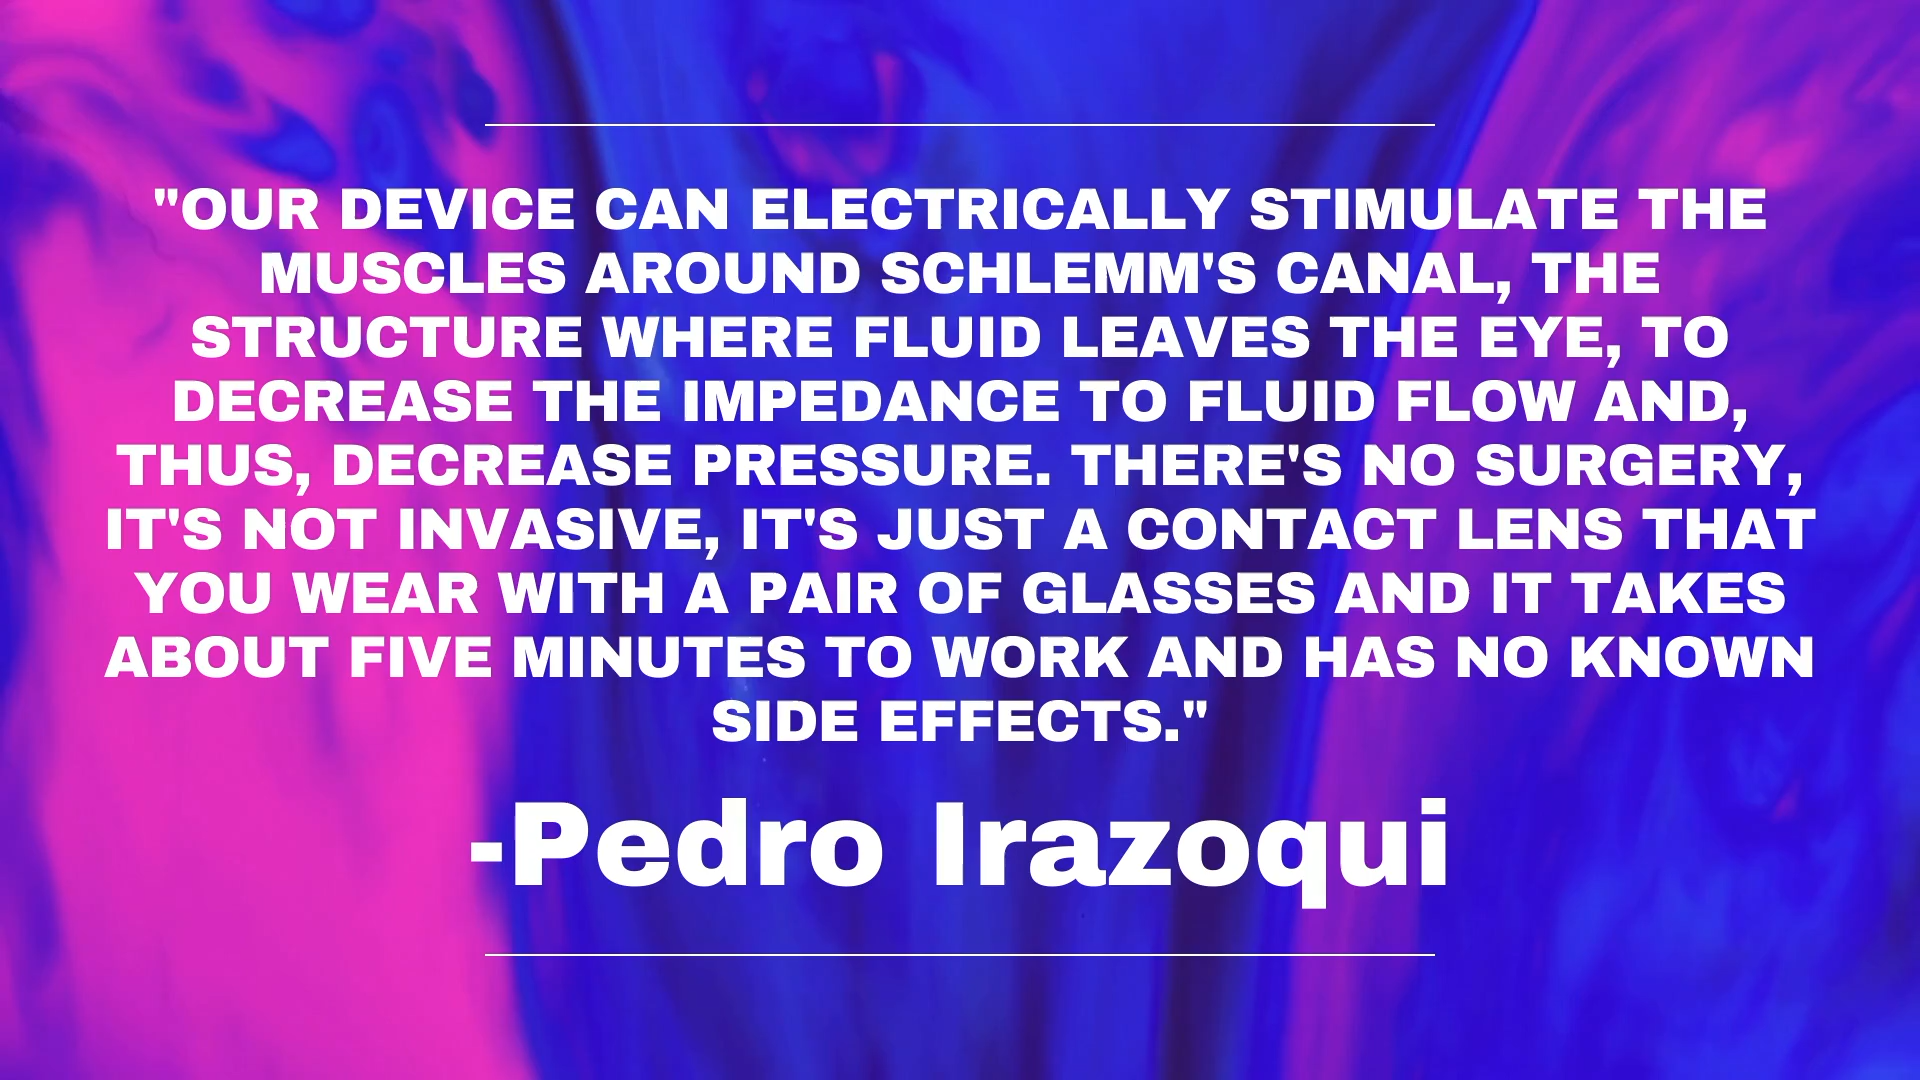 "OUR DEVICE CAN ELECTRICALLY STIMULATE THE
MUSCLES AROUND SCHLEMM'S CANAL, THE
STRUCTURE WHERE FLUID LEAVES THE EYE, TO
DECREASE THE IMPEDANCE TO FLUID FLOW AND,
THUS, DECREASE PRESSURE. THERE'S NO SURGERY,
IT'S NOT INVASIVE, IT'S JUST A CONTACT LENS THAT
YOU WEAR WITH A PAIR OF GLASSES AND IT TAKES
ABOUT FIVE MINUTES TO WORK AND HAS NO KNOWN
SIDE EFFECTS."
-Pedro Irazoqui